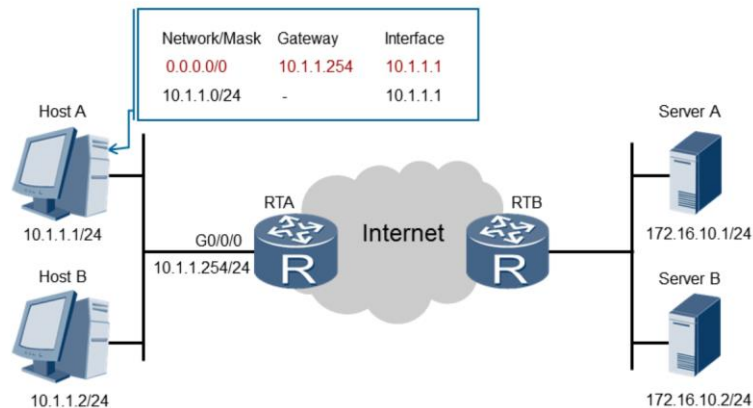 Network/Mask Gateway Interface
0.0.0.0/0 10.1.1.254 10.1.1.1
10.1.1.0/24 - 10.1.1.1
Host A
Server A
RTA
RTB
Internet
10.1.1.1/24
G0/0/0
172.16.10.1/24
10.1.1.254/24
R
R
Host B
Server B
10.1.1.2/24
172.16.10.2/24